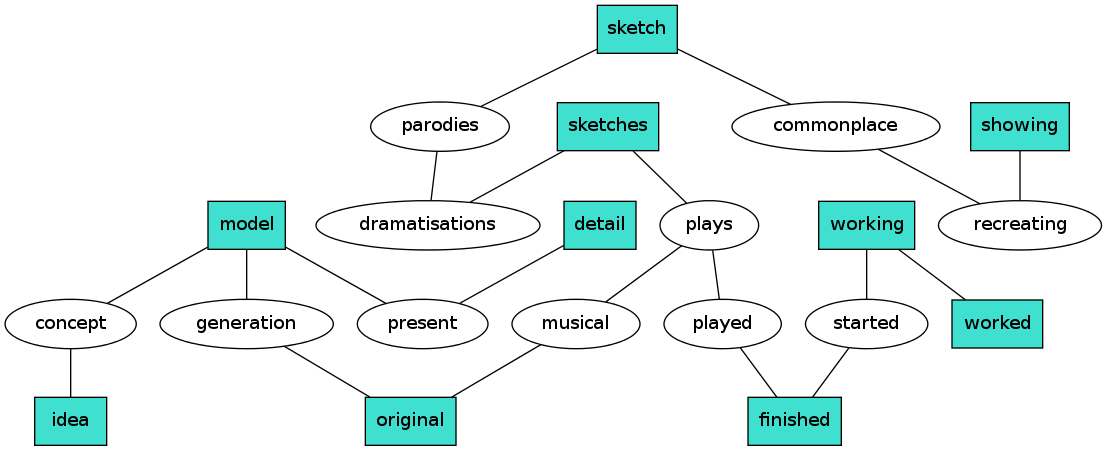 sketch
parodies
sketches
commonplace
showing
model
dramatisations
detail
plays
working
recreating
concept
generation
present
musical
played
started
worked
idea
original
finished